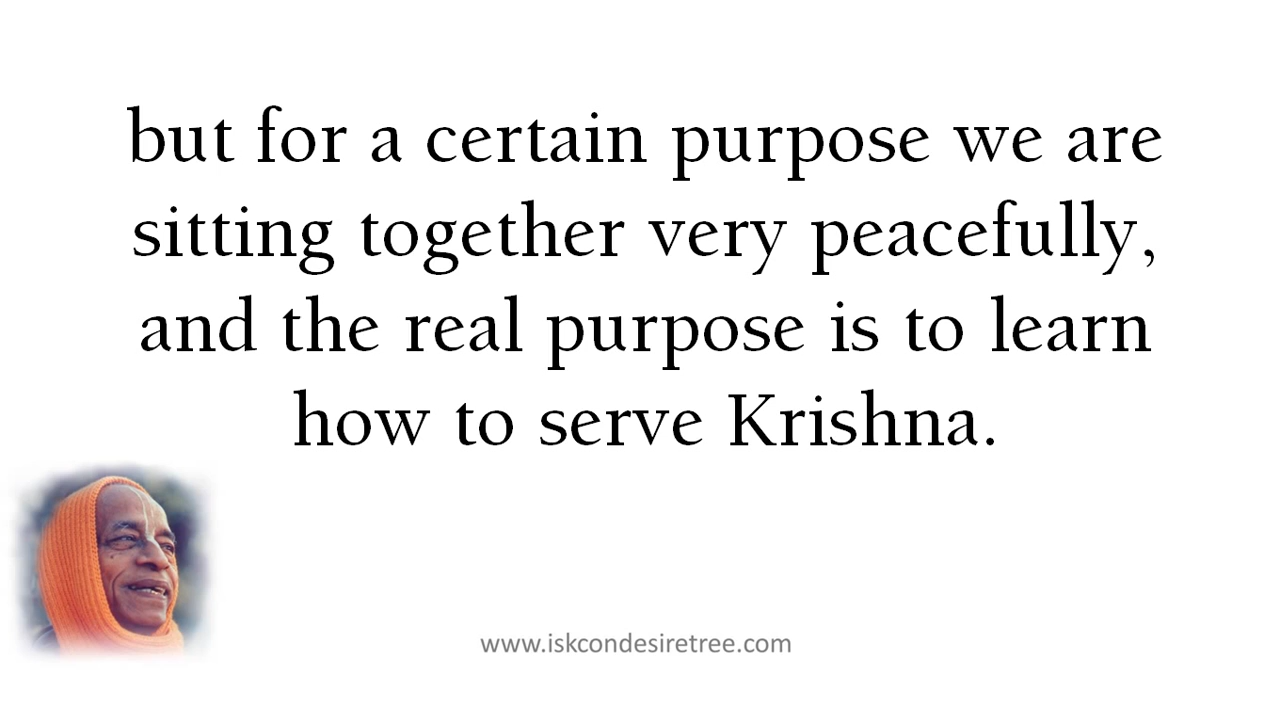 but for a certain purpose we are
sitting together very peacefully,
and the real purpose is to learn
how to serve Krishna.
www.iskcondesiretree.com